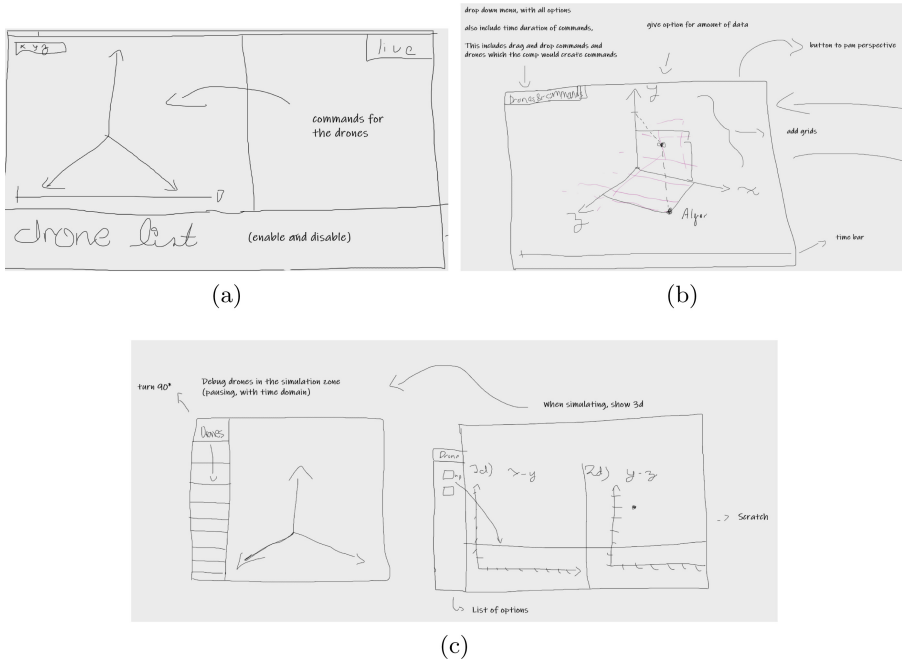 x y z
live
commands for
the drones
drone list
(enable and disable)
(a)
drop down menu, with all options
also include time duration of commands,
This includes drag and drop commands and
drones which the comp would create commands
give option for amount of data
button to pan perspective
Drones & commands
y
add grids
x
z
time bar
(b)
turn 90°
Debug drones in the simulation zone
(pausing, with time domain)
When simulating, show 3d
Drones
Drone
x-y
2d) y-z
-> Scratch
List of options
(c)